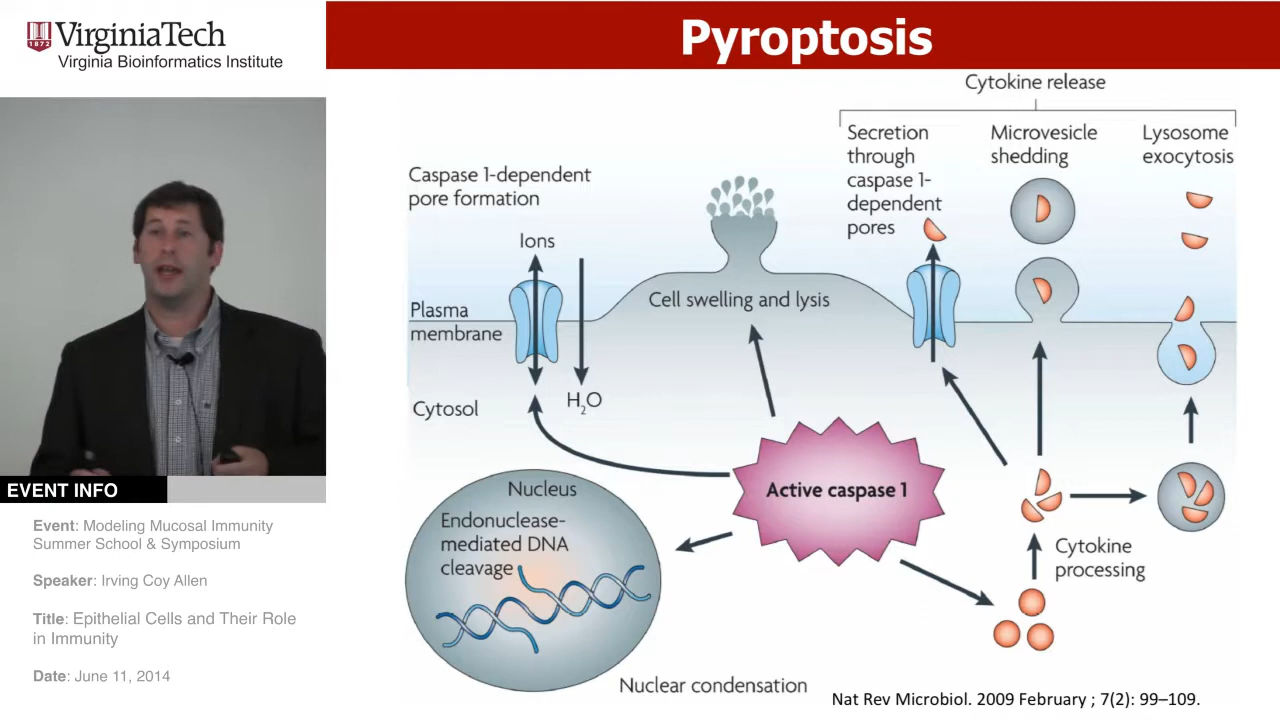 VirginiaTech
1872
Virginia Bioinformatics Institute
Pyroptosis
Cytokine release
Secretion
through
caspase 1-
dependent
pores
Microvesicle
shedding
Lysosome
exocytosis
Caspase 1-dependent
pore formation
Ions
Cell swelling and lysis
Plasma
membrane
H2O
Cytosol
Active caspase 1
Nucleus
Endonuclease-
mediated DNA
cleavage
Cytokine
processing
Nuclear condensation
Nat Rev Microbiol. 2009 February ; 7(2): 99–109.
EVENT INFO
Event: Modeling Mucosal Immunity
Summer School & Symposium
Speaker: Irving Coy Allen
Title: Epithelial Cells and Their Role
in Immunity
Date: June 11, 2014